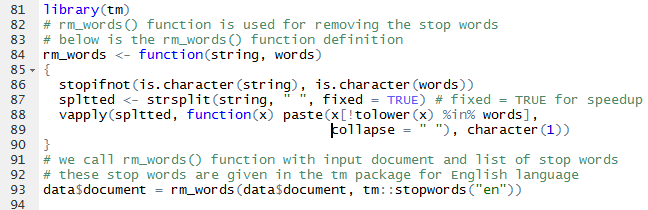 81 library(tm)
82 # rm_words() function is used for removing the stop words
83 # below is the rm_words() function definition
84 rm_words <- function(string, words)
85 {
86   stopifnot(is.character(string), is.character(words))
87   spltted <- strsplit(string, " ", fixed = TRUE) # fixed = TRUE for speedup
88   vapply(spltted, function(x) paste(x[!tolower(x) %in% words],
89                                     collapse = " "), character(1))
90 }
91 # we call rm_words() function with input document and list of stop words
92 # these stop words are given in the tm package for English language
93 data$document = rm_words(data$document, tm::stopwords("en"))
94